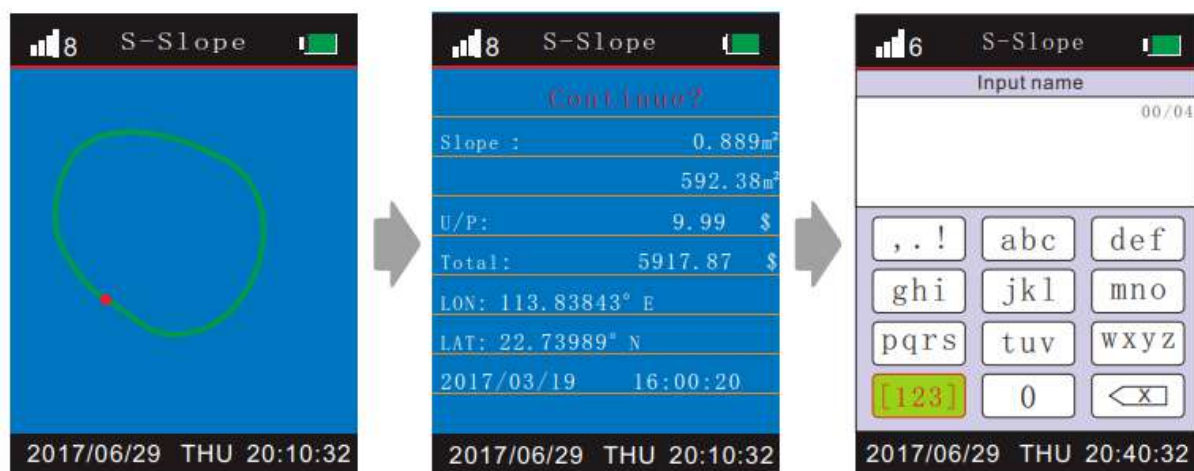 8 S-Slope
2017/06/29 THU 20:10:32
8 S-Slope
Continue?
Slope : 0.889m²
592.38m²
U/P: 9.99 $
Total: 5917.87 $
LON: 113.83843° E
LAT: 22.73989° N
2017/03/19 16:00:20
2017/06/29 THU 20:10:32
6 S-Slope
Input name
00/04
,.! abc def
ghi jkl mno
pqrs tuv wxyz
[123] 0 X
2017/06/29 THU 20:40:32